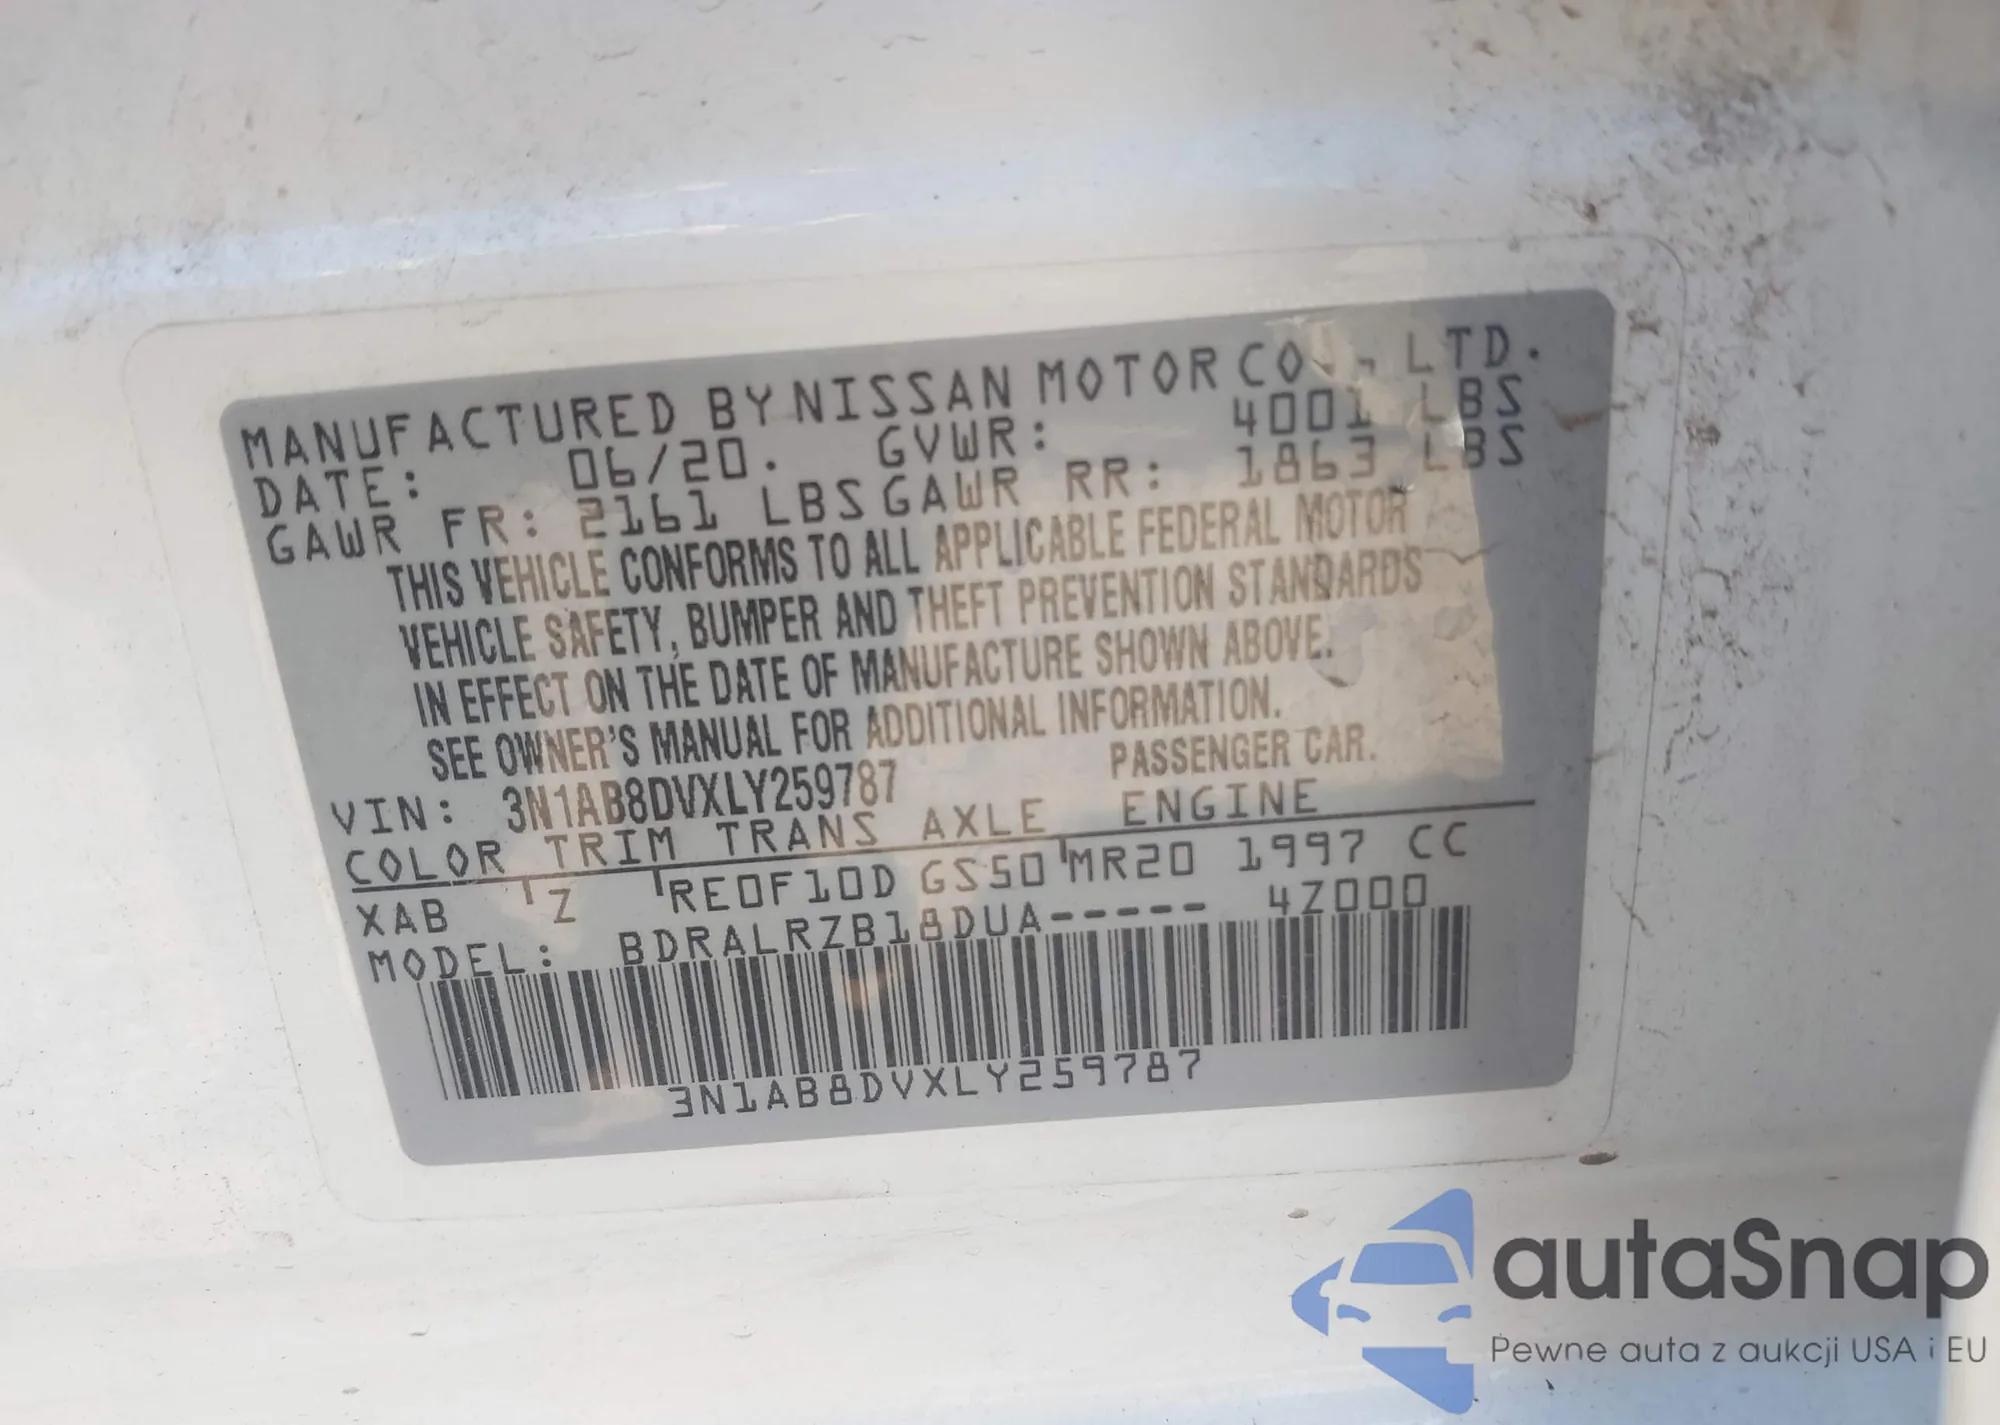 MANUFACTURED BY NISSAN MOTOR CO., LTD.
DATE: 06/20. GVWR: 4001 LBS
GAWR FR: 2161 LBS GAWR RR: 1863 LBS
THIS VEHICLE CONFORMS TO ALL APPLICABLE FEDERAL MOTOR
VEHICLE SAFETY, BUMPER AND THEFT PREVENTION STANDARDS
IN EFFECT ON THE DATE OF MANUFACTURE SHOWN ABOVE.
SEE OWNER'S MANUAL FOR ADDITIONAL INFORMATION.
VIN: 3N1AB8DVXLY259787 PASSENGER CAR.
COLOR TRIM TRANS AXLE ENGINE
XAB Z RE0F10D GS50 MR20 1997 CC
MODEL: BDRALRZB18DUA----- 4Z000
3N1AB8DVXLY259787
autaSnap
Pewne auta z aukcji USA i EU